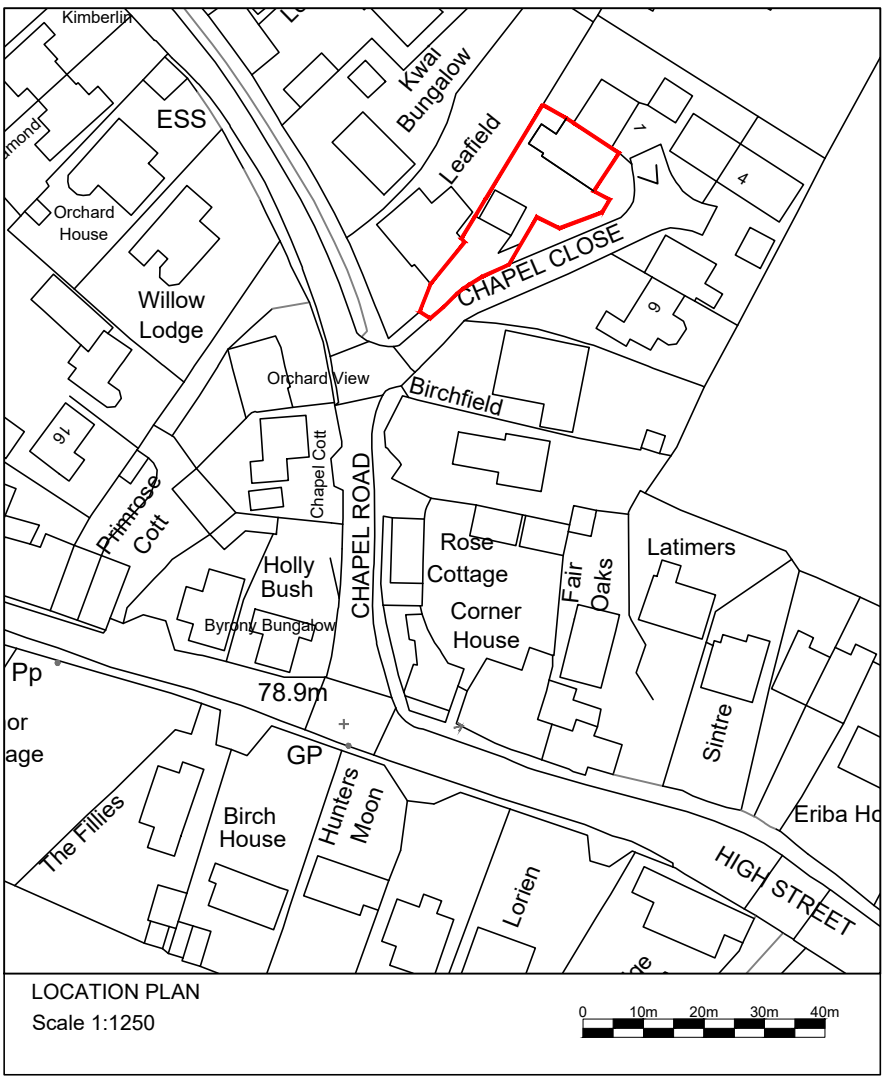 Kimberlin
Kwai
Bungalow
ESS
Leafield
7
4
Orchard
House
CHAPEL CLOSE
Willow
Lodge
9
Orchard View
Birchfield
16
Chapel Cott
CHAPEL ROAD
Primrose
Cott
Rose
Cottage
Latimers
Fair
Oaks
Holly
Bush
Corner
House
Byrony Bungalow
Pp
78.9m
or
age
GP
Sintre
Hunters
Moon
The Fillies
Birch
House
Eriba Ho
Lorien
HIGH STREET
ge
LOCATION PLAN
Scale 1:1250
0 10m 20m 30m 40m